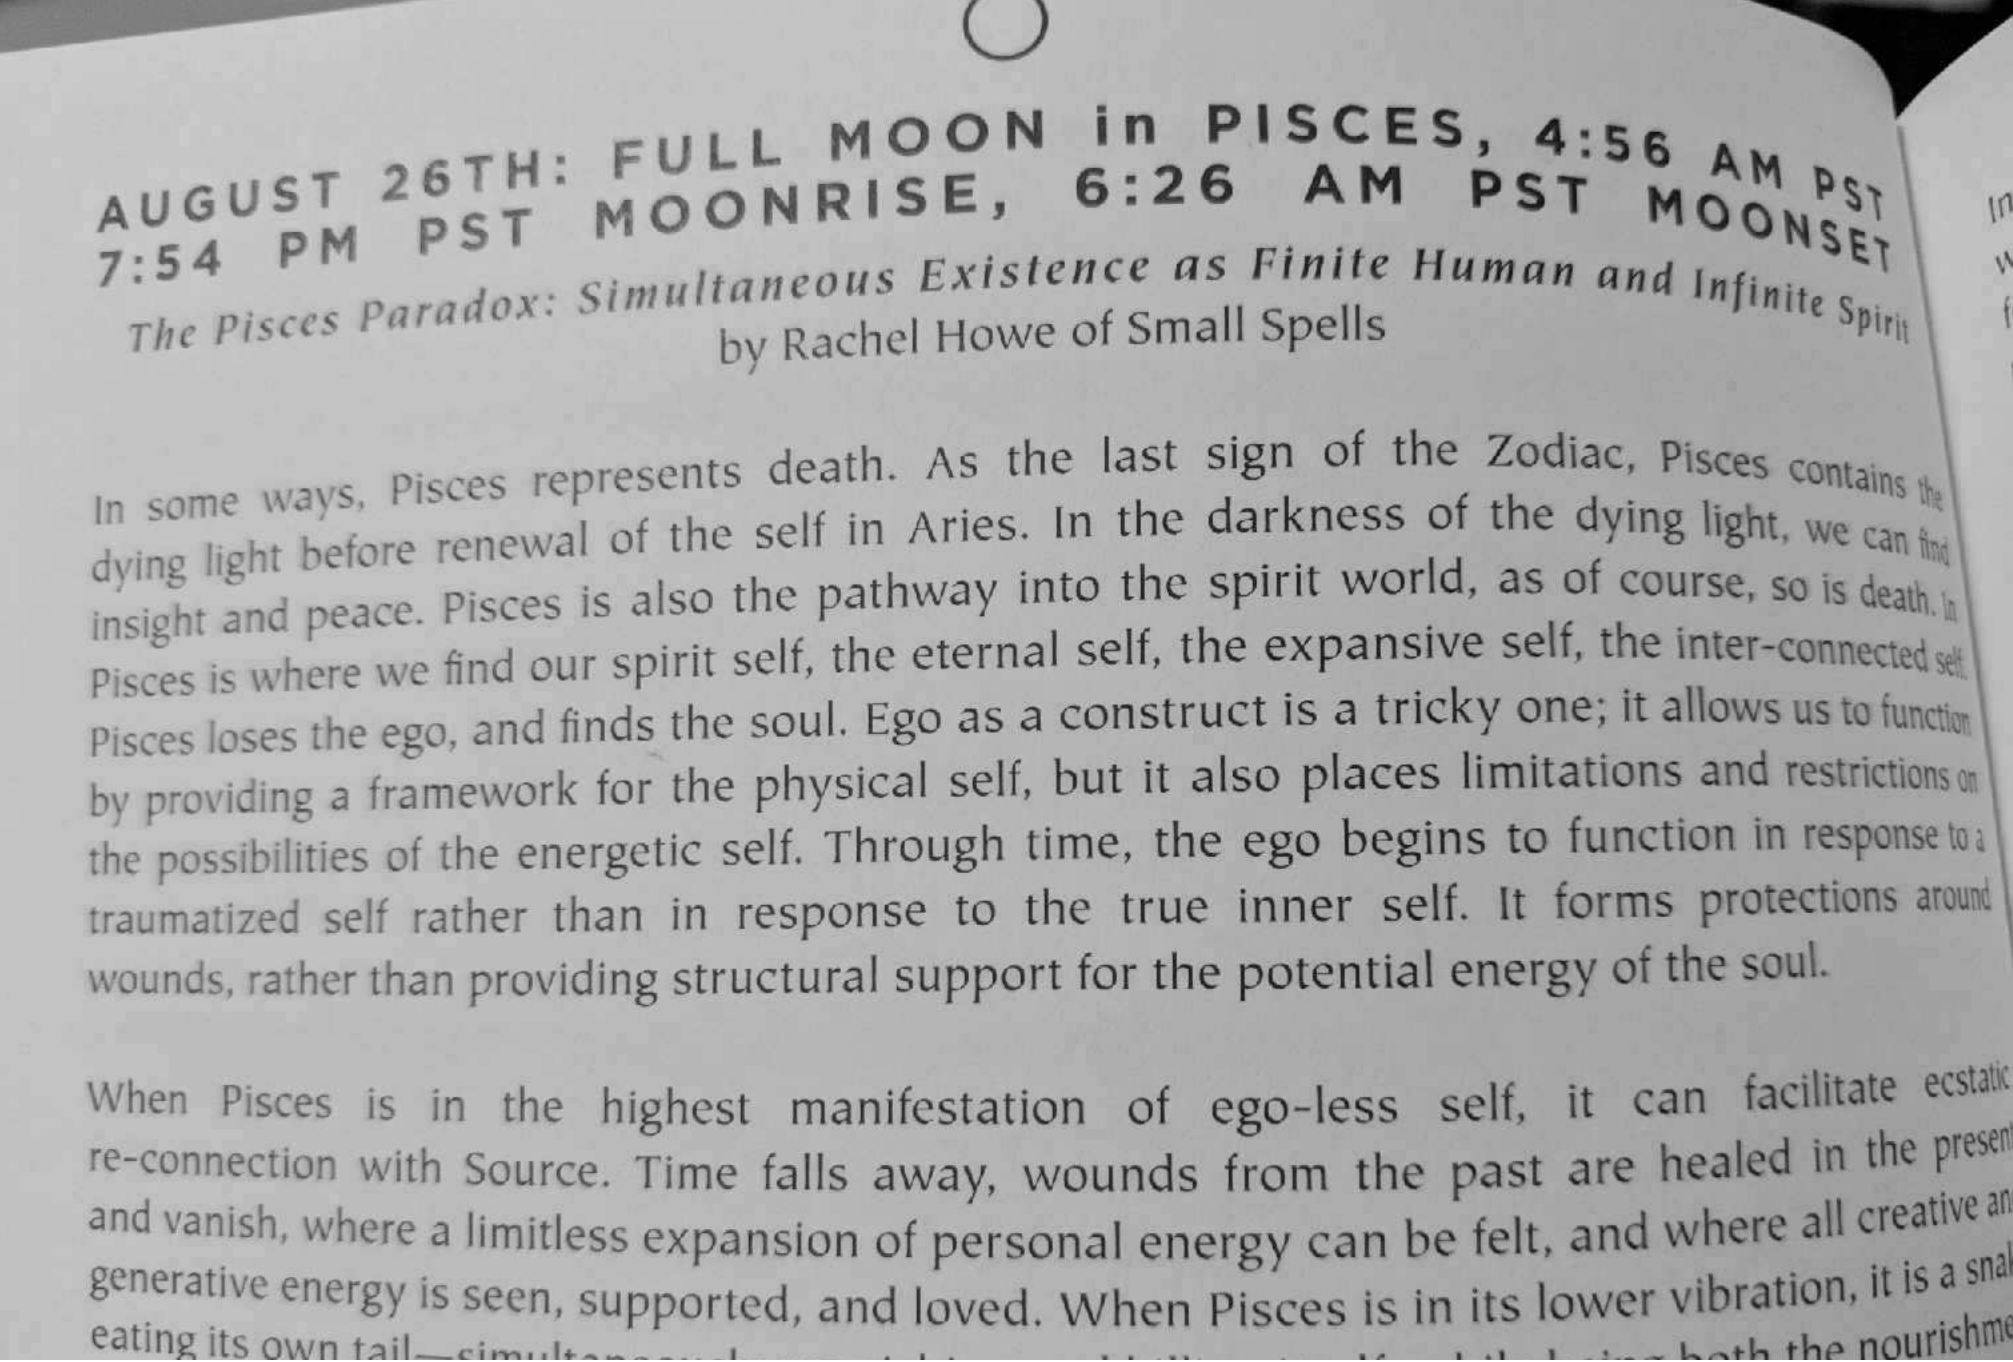 AUGUST 26TH: FULL MOON in PISCES, 4:56 AM PST
7:54 PM PST MOONRISE, 6:26 AM PST MOONSET
The Pisces Paradox: Simultaneous Existence as Finite Human and Infinite Spirit
by Rachel Howe of Small Spells
In some ways, Pisces represents death. As the last sign of the Zodiac, Pisces contains the
dying light before renewal of the self in Aries. In the darkness of the dying light, we can find
insight and peace. Pisces is also the pathway into the spirit world, as of course, so is death. In
Pisces is where we find our spirit self, the eternal self, the expansive self, the inter-connected self.
Pisces loses the ego, and finds the soul. Ego as a construct is a tricky one; it allows us to function
by providing a framework for the physical self, but it also places limitations and restrictions on
the possibilities of the energetic self. Through time, the ego begins to function in response to a
traumatized self rather than in response to the true inner self. It forms protections around
wounds, rather than providing structural support for the potential energy of the soul.
When Pisces is in the highest manifestation of ego-less self, it can facilitate ecstatic
re-connection with Source. Time falls away, wounds from the past are healed in the present
and vanish, where a limitless expansion of personal energy can be felt, and where all creative
generative energy is seen, supported, and loved. When Pisces is in its lower vibration, it is a
eating its own tail—
both the
In